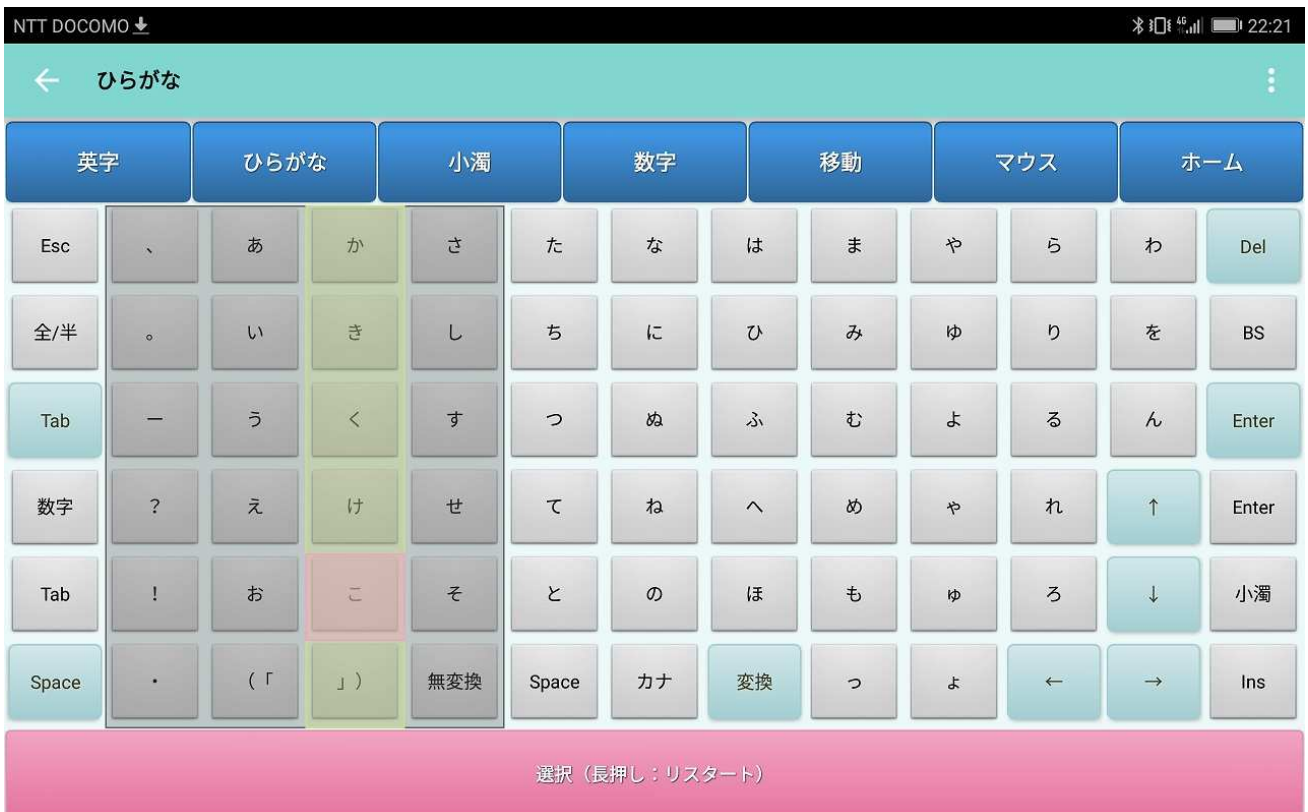 NTT DOCOMO 4G 22:21
ひらがな
英字 ひらがな 小濁 数字 移動 マウス ホーム
Esc 、 あ か さ た な は ま や ら わ Del
全/半 。 い き し ち に ひ み ゆ り を BS
Tab ー う く す つ ぬ ふ む よ る ん Enter
数字 ? え け せ て ね へ め ゃ れ ↑ Enter
Tab ! お こ そ と の ほ も ゅ ろ ↓ 小濁
Space ・ (「 」) 無変換 Space カナ 変換 っ ょ ← → Ins
選択（長押し：リスタート）